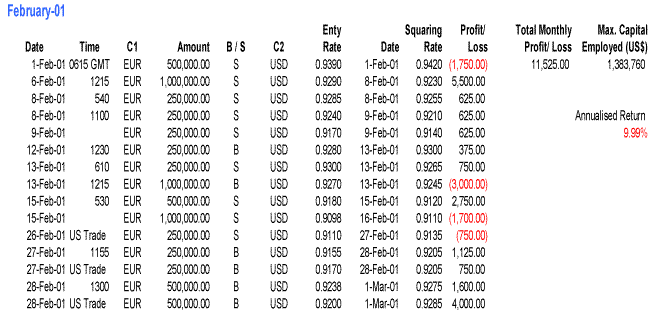 February-01
Enty Squaring Profit/ Total Monthly Max. Capital
Date Time C1 Amount B / S C2 Rate Date Rate Loss Profit/ Loss Employed (US$)
1-Feb-01 0615 GMT EUR 500,000.00 S USD 0.9390 1-Feb-01 0.9420 (1,750.00) 11,525.00 1,383,760
6-Feb-01 1215 EUR 1,000,000.00 S USD 0.9290 8-Feb-01 0.9230 5,500.00
8-Feb-01 540 EUR 250,000.00 S USD 0.9285 8-Feb-01 0.9255 625.00
8-Feb-01 1100 EUR 250,000.00 S USD 0.9240 9-Feb-01 0.9210 625.00 Annualised Return
9-Feb-01 EUR 250,000.00 S USD 0.9170 9-Feb-01 0.9140 625.00 9.99%
12-Feb-01 1230 EUR 250,000.00 B USD 0.9280 13-Feb-01 0.9300 375.00
13-Feb-01 610 EUR 250,000.00 S USD 0.9300 13-Feb-01 0.9265 750.00
13-Feb-01 1215 EUR 1,000,000.00 B USD 0.9270 13-Feb-01 0.9245 (3,000.00)
15-Feb-01 530 EUR 500,000.00 S USD 0.9180 15-Feb-01 0.9120 2,750.00
15-Feb-01 EUR 1,000,000.00 S USD 0.9098 16-Feb-01 0.9110 (1,700.00)
26-Feb-01 US Trade EUR 250,000.00 S USD 0.9110 27-Feb-01 0.9135 (750.00)
27-Feb-01 1155 EUR 250,000.00 B USD 0.9155 28-Feb-01 0.9205 1,125.00
27-Feb-01 US Trade EUR 250,000.00 B USD 0.9170 28-Feb-01 0.9205 750.00
28-Feb-01 1300 EUR 500,000.00 B USD 0.9238 1-Mar-01 0.9275 1,600.00
28-Feb-01 US Trade EUR 500,000.00 B USD 0.9200 1-Mar-01 0.9285 4,000.00